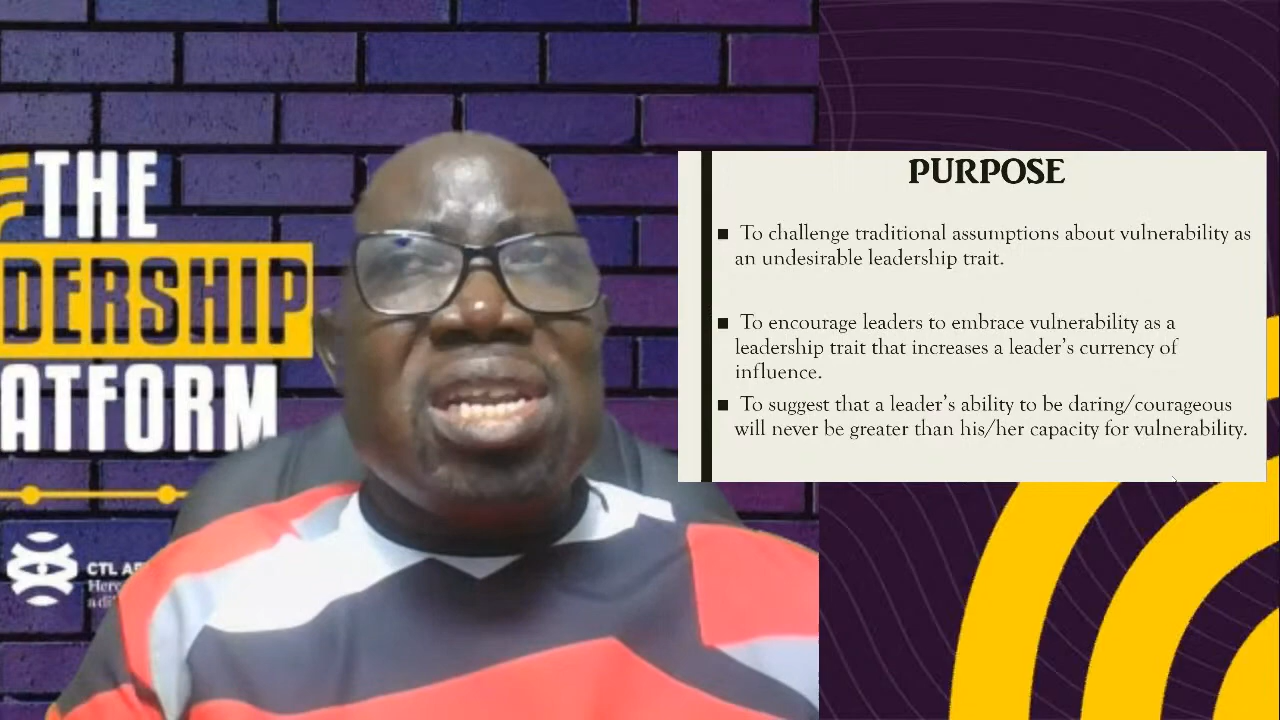 THE
DERSHIP
ATFORM
CTL
Here
PURPOSE
■ To challenge traditional assumptions about vulnerability as
an undesirable leadership trait.
■ To encourage leaders to embrace vulnerability as a
leadership trait that increases a leader's currency of
influence.
■ To suggest that a leader's ability to be daring/courageous
will never be greater than his/her capacity for vulnerability.